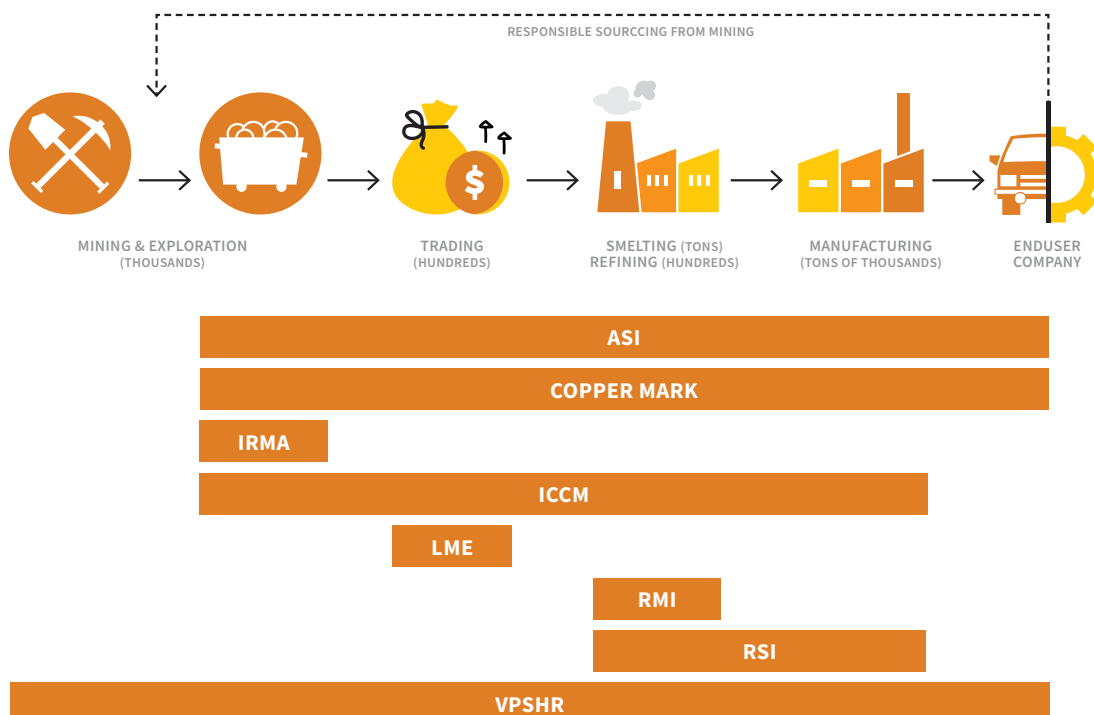 RESPONSIBLE SOURCCING FROM MINING
$
MINING & EXPLORATION
(THOUSANDS)
TRADING
(HUNDREDS)
SMELTING (TONS)
REFINING (HUNDREDS)
MANUFACTURING
(TONS OF THOUSANDS)
ENDUSER
COMPANY
ASI
COPPER MARK
IRMA
ICCM
LME
RMI
RSI
VPSHR